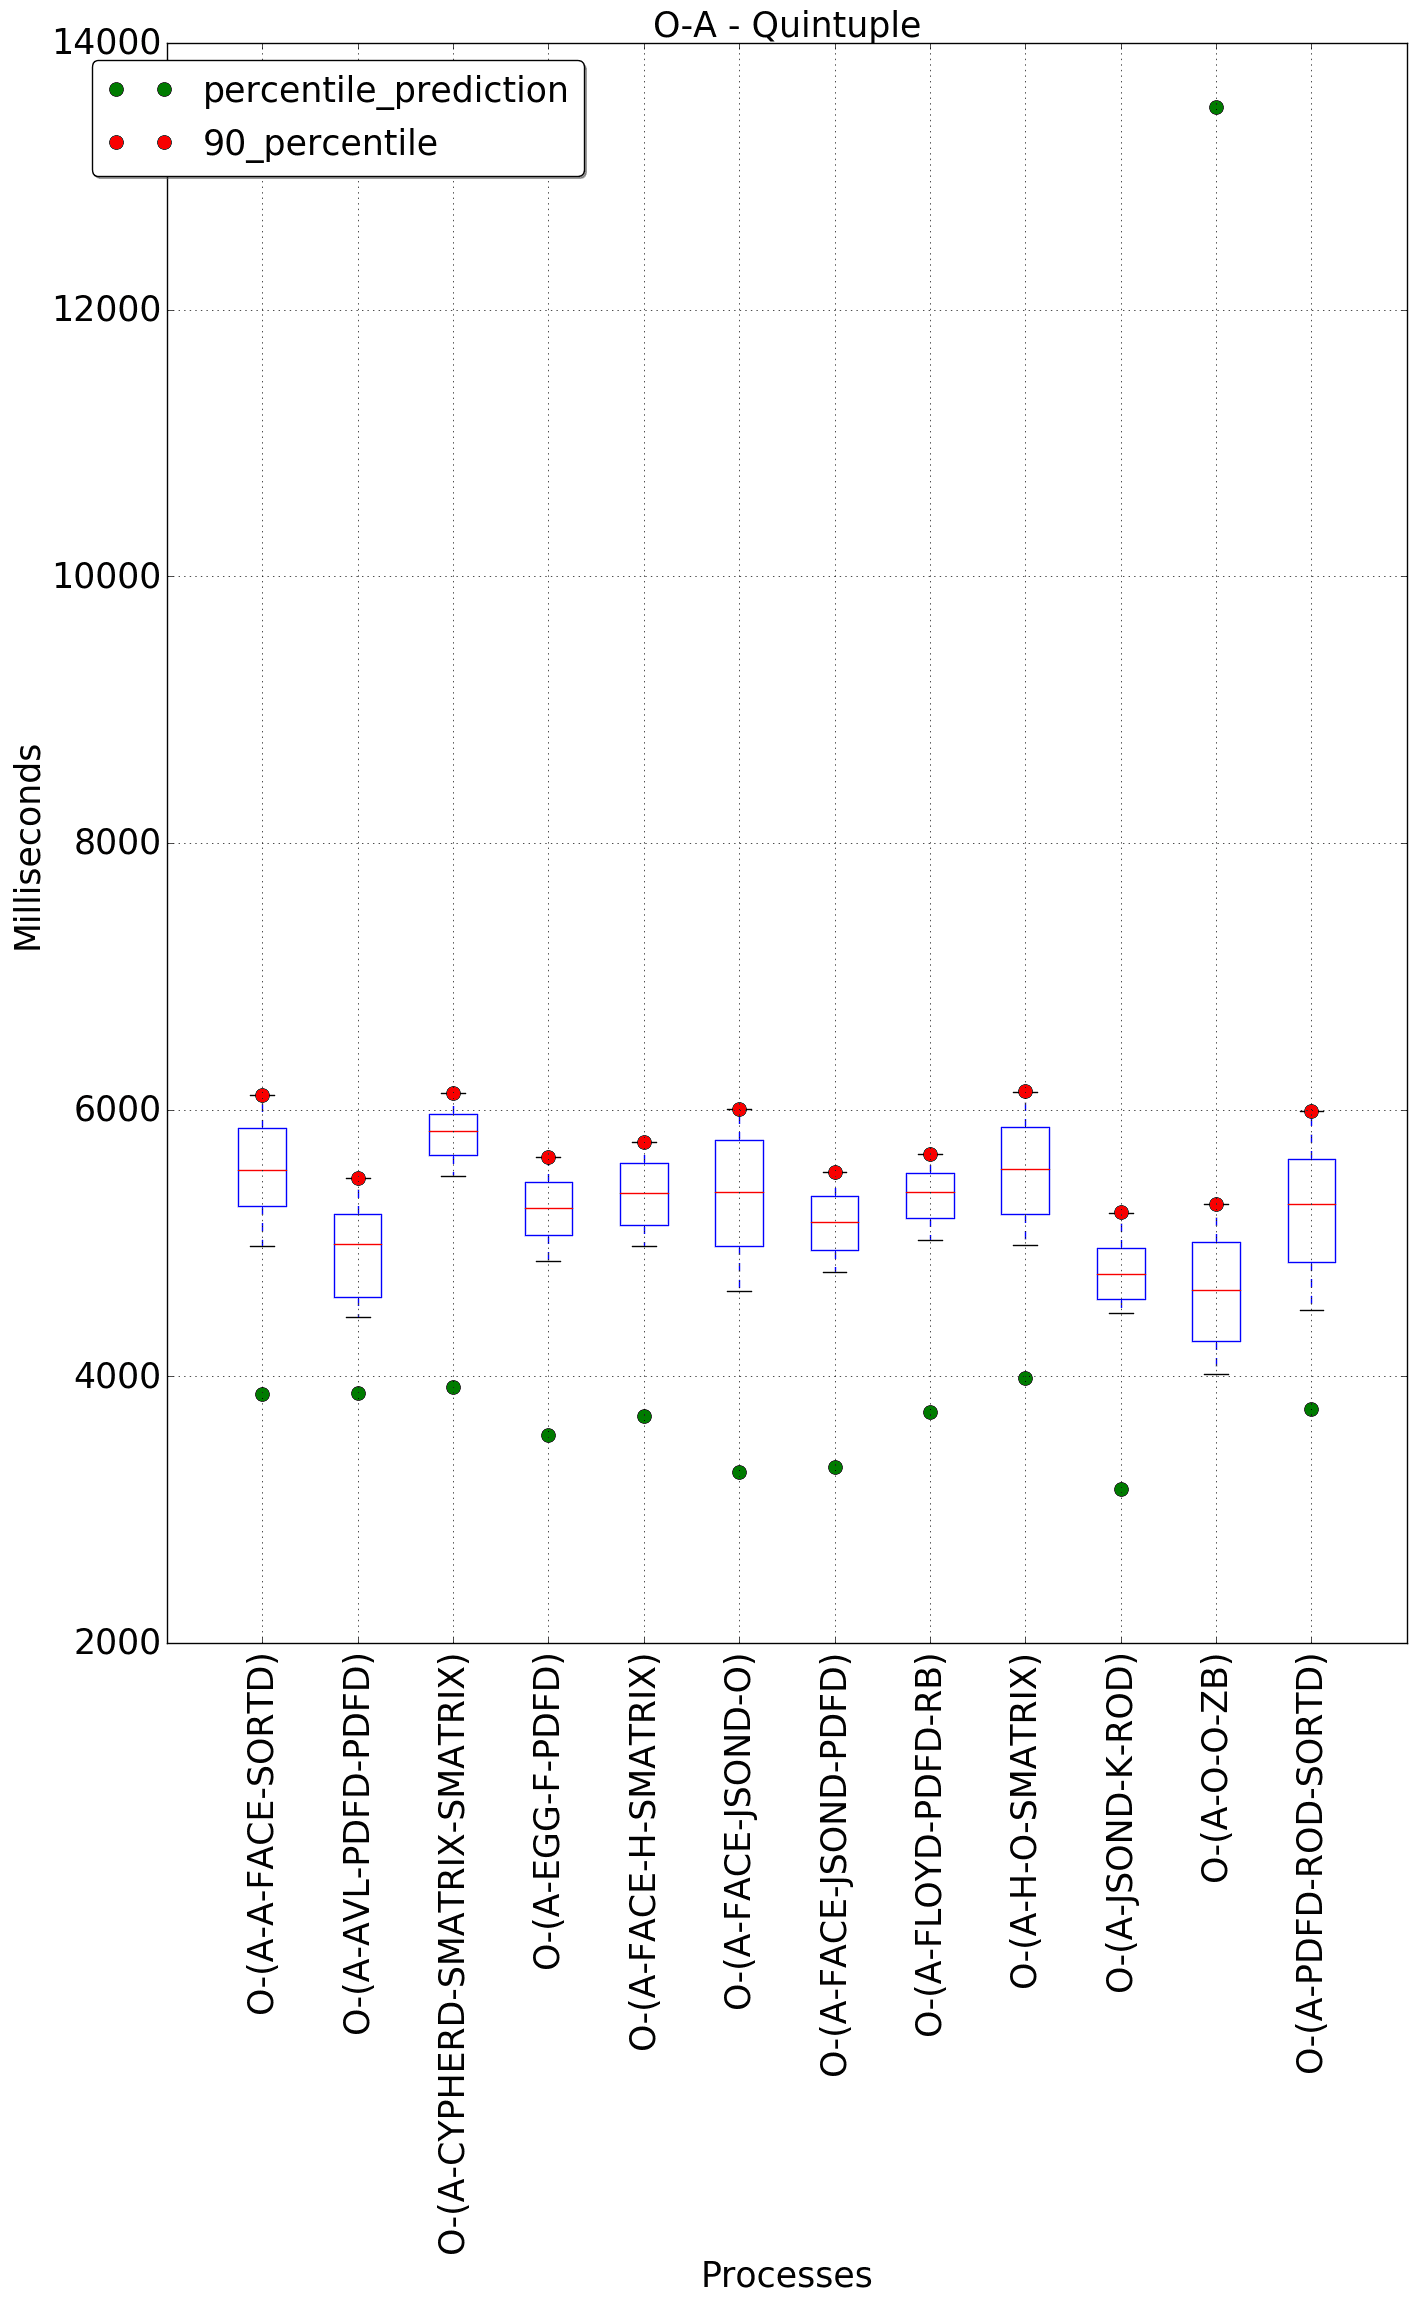 O-A - Quintuple
percentile_prediction
90_percentile
14000
12000
10000
8000
6000
4000
2000
Milliseconds
O-(A-A-FACE-SORTD)
O-(A-AVL-PDFD-PDFD)
O-(A-CYPHERD-SMATRIX-SMATRIX)
O-(A-EGG-F-PDFD)
O-(A-FACE-H-SMATRIX)
O-(A-FACE-JSOND-O)
O-(A-FACE-JSOND-PDFD)
O-(A-FLOYD-PDFD-RB)
O-(A-H-O-SMATRIX)
O-(A-JSOND-K-ROD)
O-(A-O-O-ZB)
O-(A-PDFD-ROD-SORTD)
Processes